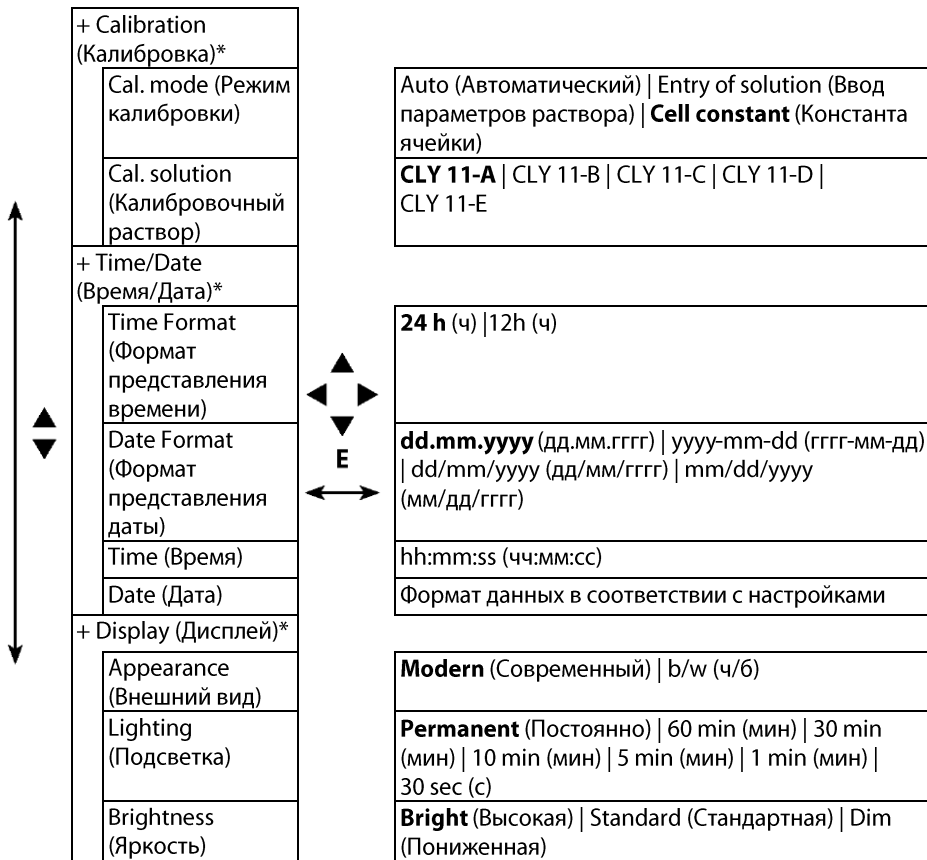 + Calibration
(Калибровка)*
Cal. mode (Режим
калибровки)
Auto (Автоматический) | Entry of solution (Ввод
параметров раствора) | Cell constant (Константа
ячейки)
Cal. solution
(Калибровочный
раствор)
CLY 11-A | CLY 11-B | CLY 11-C | CLY 11-D |
CLY 11-E
+ Time/Date
(Время/Дата)*
Time Format
(Формат
представления
времени)
24 h (ч) |12h (ч)
Date Format
(Формат
представления
даты)
E
dd.mm.yyyy (дд.мм.гггг) | yyyy-mm-dd (гггг-мм-дд)
| dd/mm/yyyy (дд/мм/гггг) | mm/dd/yyyy
(мм/дд/гггг)
Time (Время)
hh:mm:ss (чч:мм:сс)
Date (Дата)
Формат данных в соответствии с настройками
+ Display (Дисплей)*
Appearance
(Внешний вид)
Modern (Современный) | b/w (ч/б)
Lighting
(Подсветка)
Permanent (Постоянно) | 60 min (мин) | 30 min
(мин) | 10 min (мин) | 5 min (мин) | 1 min (мин) |
30 sec (с)
Brightness
(Яркость)
Bright (Высокая) | Standard (Стандартная) | Dim
(Пониженная)